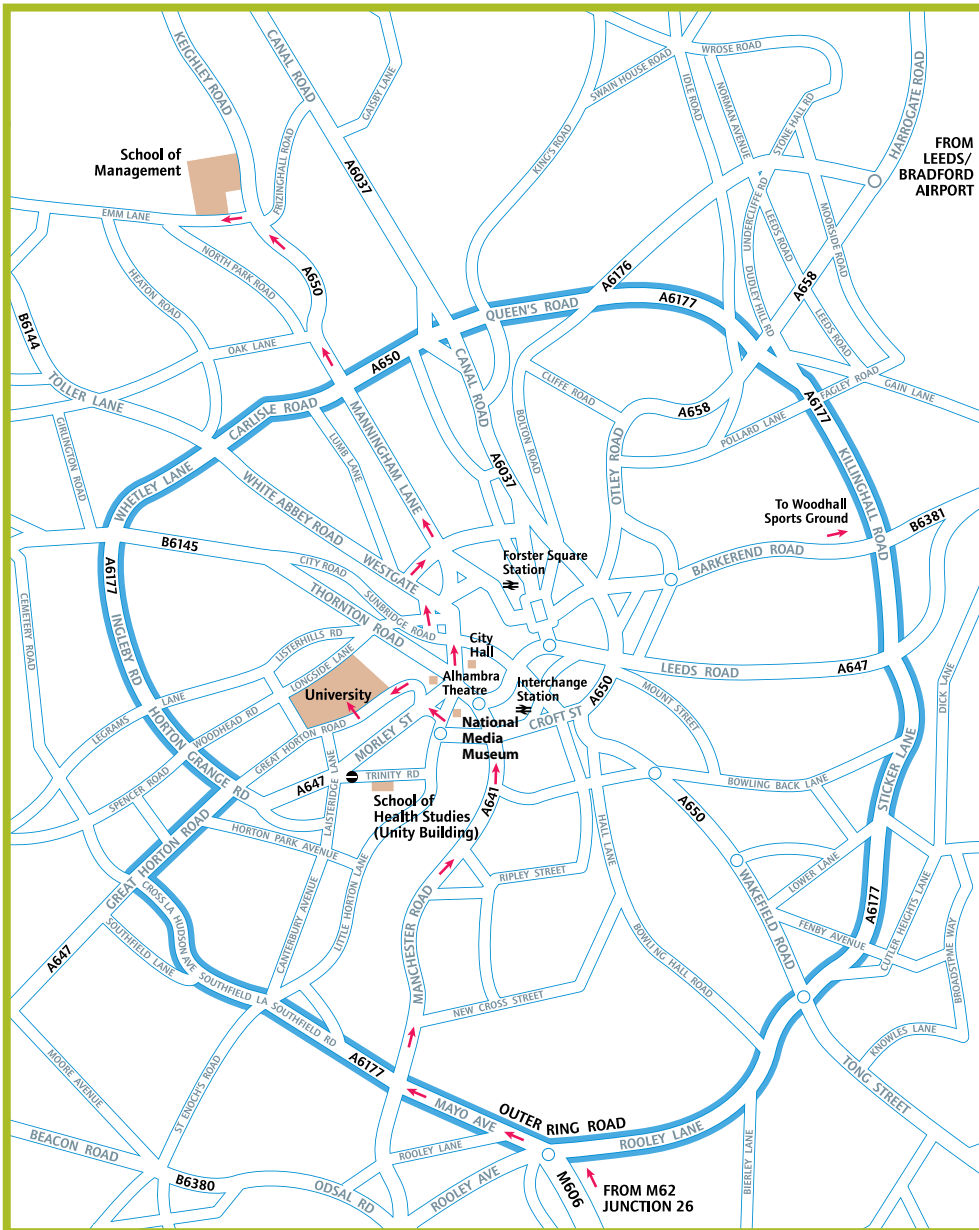 KEIGHLEY ROAD
CANAL ROAD
GAISBY LANE
FRIZINGHALL ROAD
A6037
School of
Management
EMM LANE
NORTH PARK ROAD
HEATON ROAD
A650
B6144
OAK LANE
TOLLER LANE
GIRLINGTON ROAD
WROSE ROAD
SWAIN HOUSE ROAD
KING'S ROAD
IDLE ROAD
NORMAN AVENUE
STONE HALL RD
HARROGATE ROAD
FROM
LEEDS/
BRADFORD
AIRPORT
UNDERCLIFFE RD
LEEDS ROAD
MOORSIDE ROAD
DUDLEY HILL RD
A658
LEEDS ROAD
A6176
A6177
QUEEN'S ROAD
A650
CARLISLE ROAD
WHETLEY LANE
CANAL ROAD
CLIFFE ROAD
BOLTON ROAD
A658
OTLEY ROAD
POLLARD LANE
FAGLEY ROAD
GAIN LANE
A6177
KILLINGHALL ROAD
LUMB LANE
MANNINGHAM LANE
A6037
WHITE ABBEY ROAD
WESTGATE
B6145
CITY ROAD
THORNTON ROAD
SUNBRIDGE ROAD
To Woodhall
Sports Ground
B6381
BARKEREND ROAD
Forster Square
Station
A6177
INGLEBY RD
CEMETERY ROAD
LISTERHILLS RD
LONGSIDE LANE
City
Hall
Alhambra
Theatre
Interchange
Station
University
LEEDS ROAD
A647
A650
MOUNT STREET
DICK LANE
LEGRAMS LANE
WOODHEAD RD
SPENCER ROAD
HORTON GRANGE RD
GREAT HORTON ROAD
MORLEY ST
CROFT ST
National
Media
Museum
STICKER LANE
A647
TRINITY RD
School of
Health Studies
(Unity Building)
A641
LAISTERIDGE LANE
BOWLING BACK LANE
A650
HALL LANE
HORTON PARK AVENUE
GREAT HORTON ROAD
LITTLE HORTON LANE
RIPLEY STREET
LOWER LANE
WAKEFIELD ROAD
FENBY AVENUE
A6177
CUTLER HEIGHTS LANE
BROADSTPME WAY
CROSS LA
HUDSON AVE
SOUTHFIELD LANE
CANTERBURY AVENUE
MANCHESTER ROAD
BOWLING HALL ROAD
A647
SOUTHFIELD LA
SOUTHFIELD RD
NEW CROSS STREET
KNOWLES LANE
TONG STREET
MOORE AVENUE
ST ENOCH'S ROAD
A6177
MAYO AVE
OUTER RING ROAD
ROOLEY LANE
BIERLEY LANE
BEACON ROAD
B6380
ODSAL RD
ROOLEY LANE
ROOLEY AVE
M606
FROM M62
JUNCTION 26